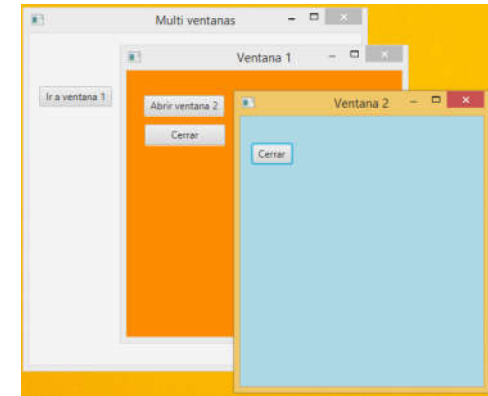 Multi ventanas
Ventana 1
Ir a ventana 1
Abrir ventana 2
Ventana 2
Cerrar
Cerrar